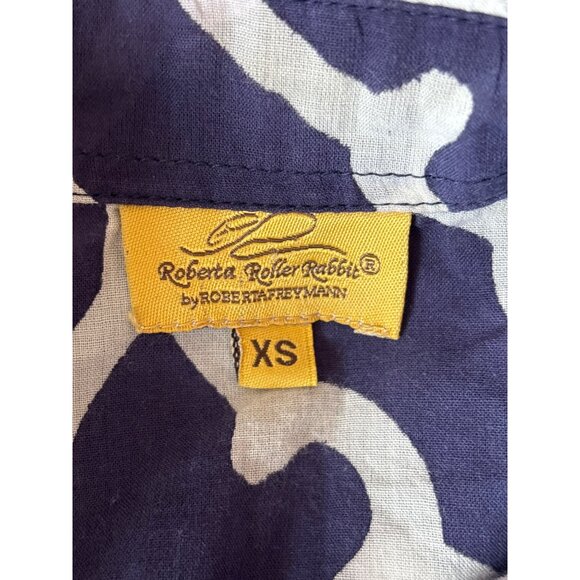 Roberta Roller Rabbit®
by ROBERTAFREYMANN
XS